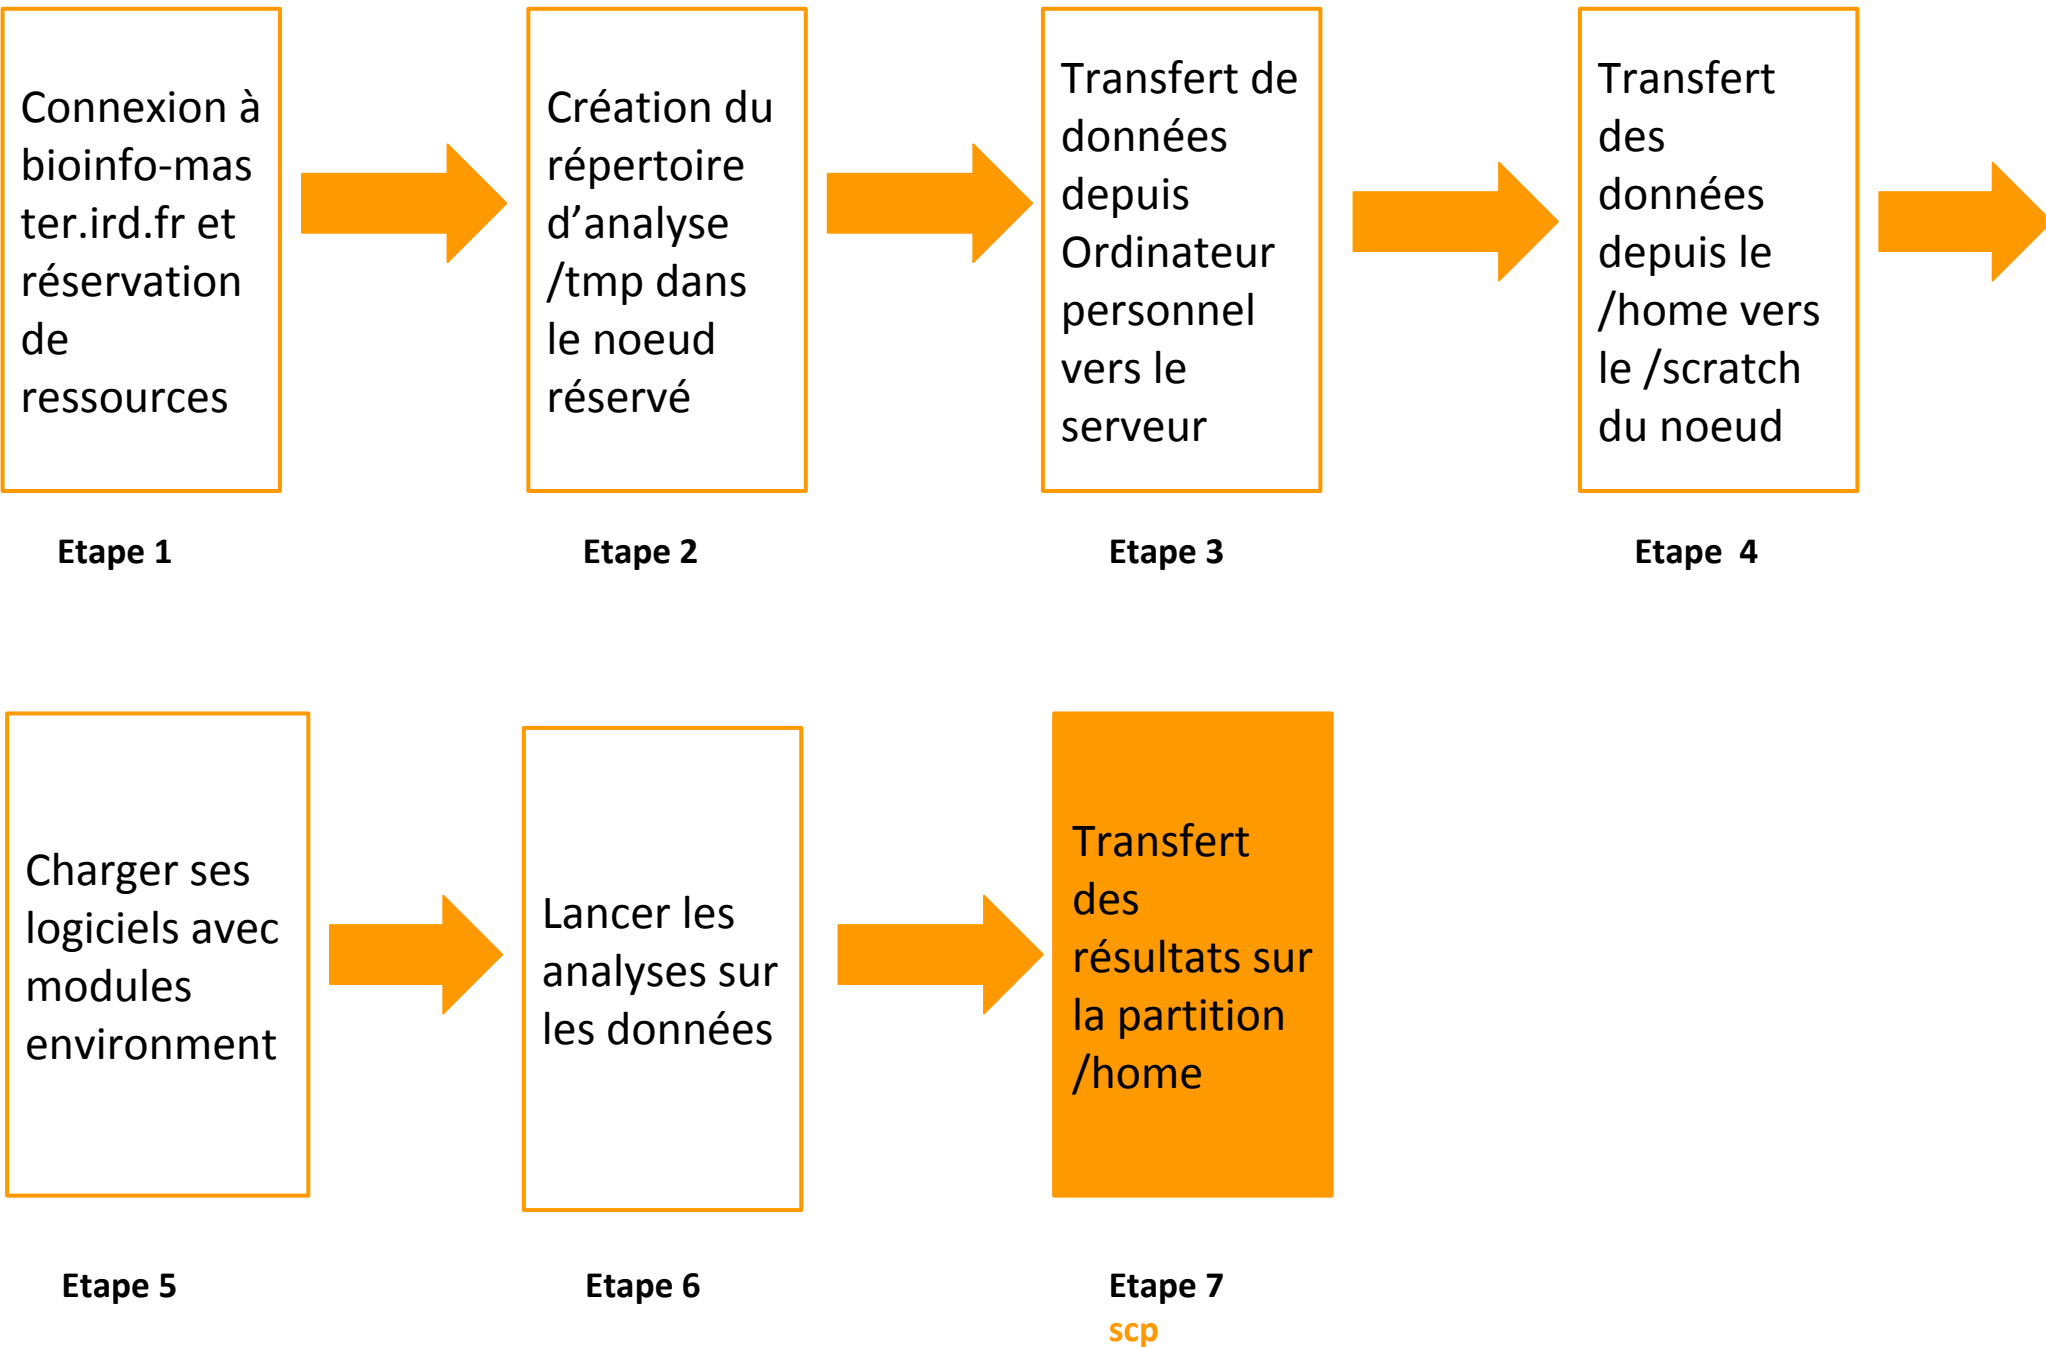 Connexion à
bioinfo-mas
ter.ird.fr et
réservation
de
ressources
Création du
répertoire
d’analyse
/tmp dans
le noeud
réservé
Transfert de
données
depuis
Ordinateur
personnel
vers le
serveur
Transfert
des
données
depuis le
/home vers
le /scratch
du noeud
Etape 1
Etape 2
Etape 3
Etape  4
Charger ses
logiciels avec
modules
environment
Lancer les
analyses sur
les données
Transfert
des
résultats sur
la partition
/home
Etape 5
Etape 6
Etape 7
scp